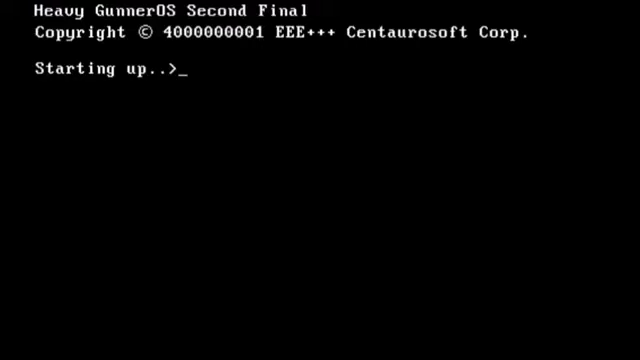 Heavy GunnerOS Second Final
Copyright © 4000000001 EEE+++ Centaurosoft Corp.
Starting up..>_